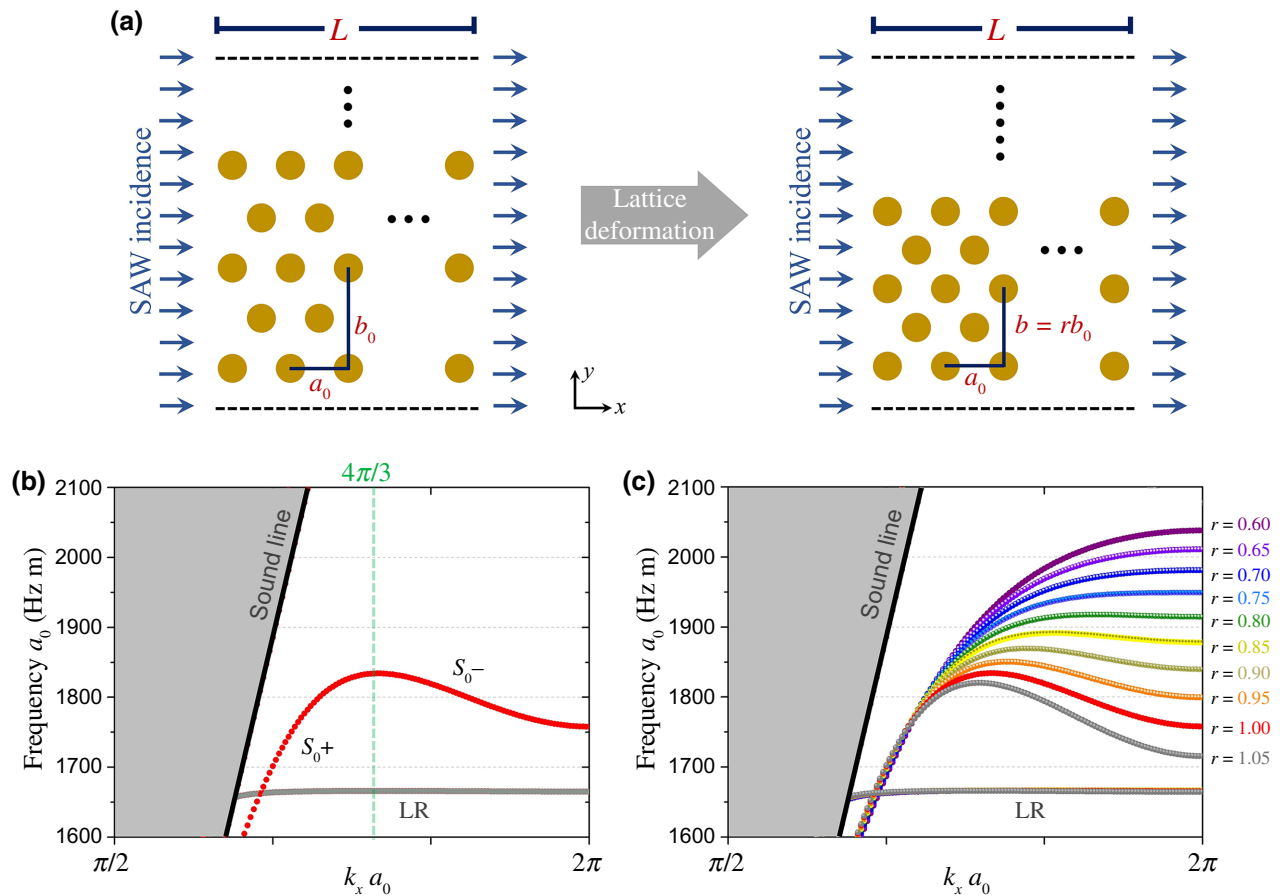 (a)
L
L
SAW incidence
b₀
a₀
y
x
Lattice
deformation
SAW incidence
b = rb₀
a₀
(b)
4π/3
2100
2000
1900
1800
1700
1600
Frequency a₀ (Hz m)
Sound line
S₀+
S₀−
LR
π/2
2π
kₓ a₀
(c)
2100
2000
1900
1800
1700
1600
Frequency a₀ (Hz m)
Sound line
LR
r = 0.60
r = 0.65
r = 0.70
r = 0.75
r = 0.80
r = 0.85
r = 0.90
r = 0.95
r = 1.00
r = 1.05
π/2
2π
kₓ a₀